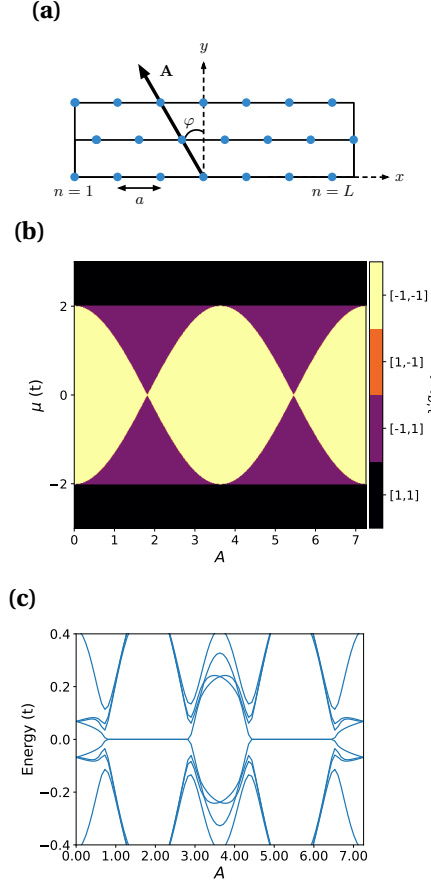 (a)
y
A
φ
n = 1
a
n = L
x
(b)
μ (t)
2
0
−2
0
1
2
3
4
5
6
7
A
[-1,-1]
[1,-1]
[-1,1]
[1,1]
(c)
Energy (t)
0.4
0.2
0.0
−0.2
−0.4
0.00
1.00
2.00
3.00
4.00
5.00
6.00
7.00
A